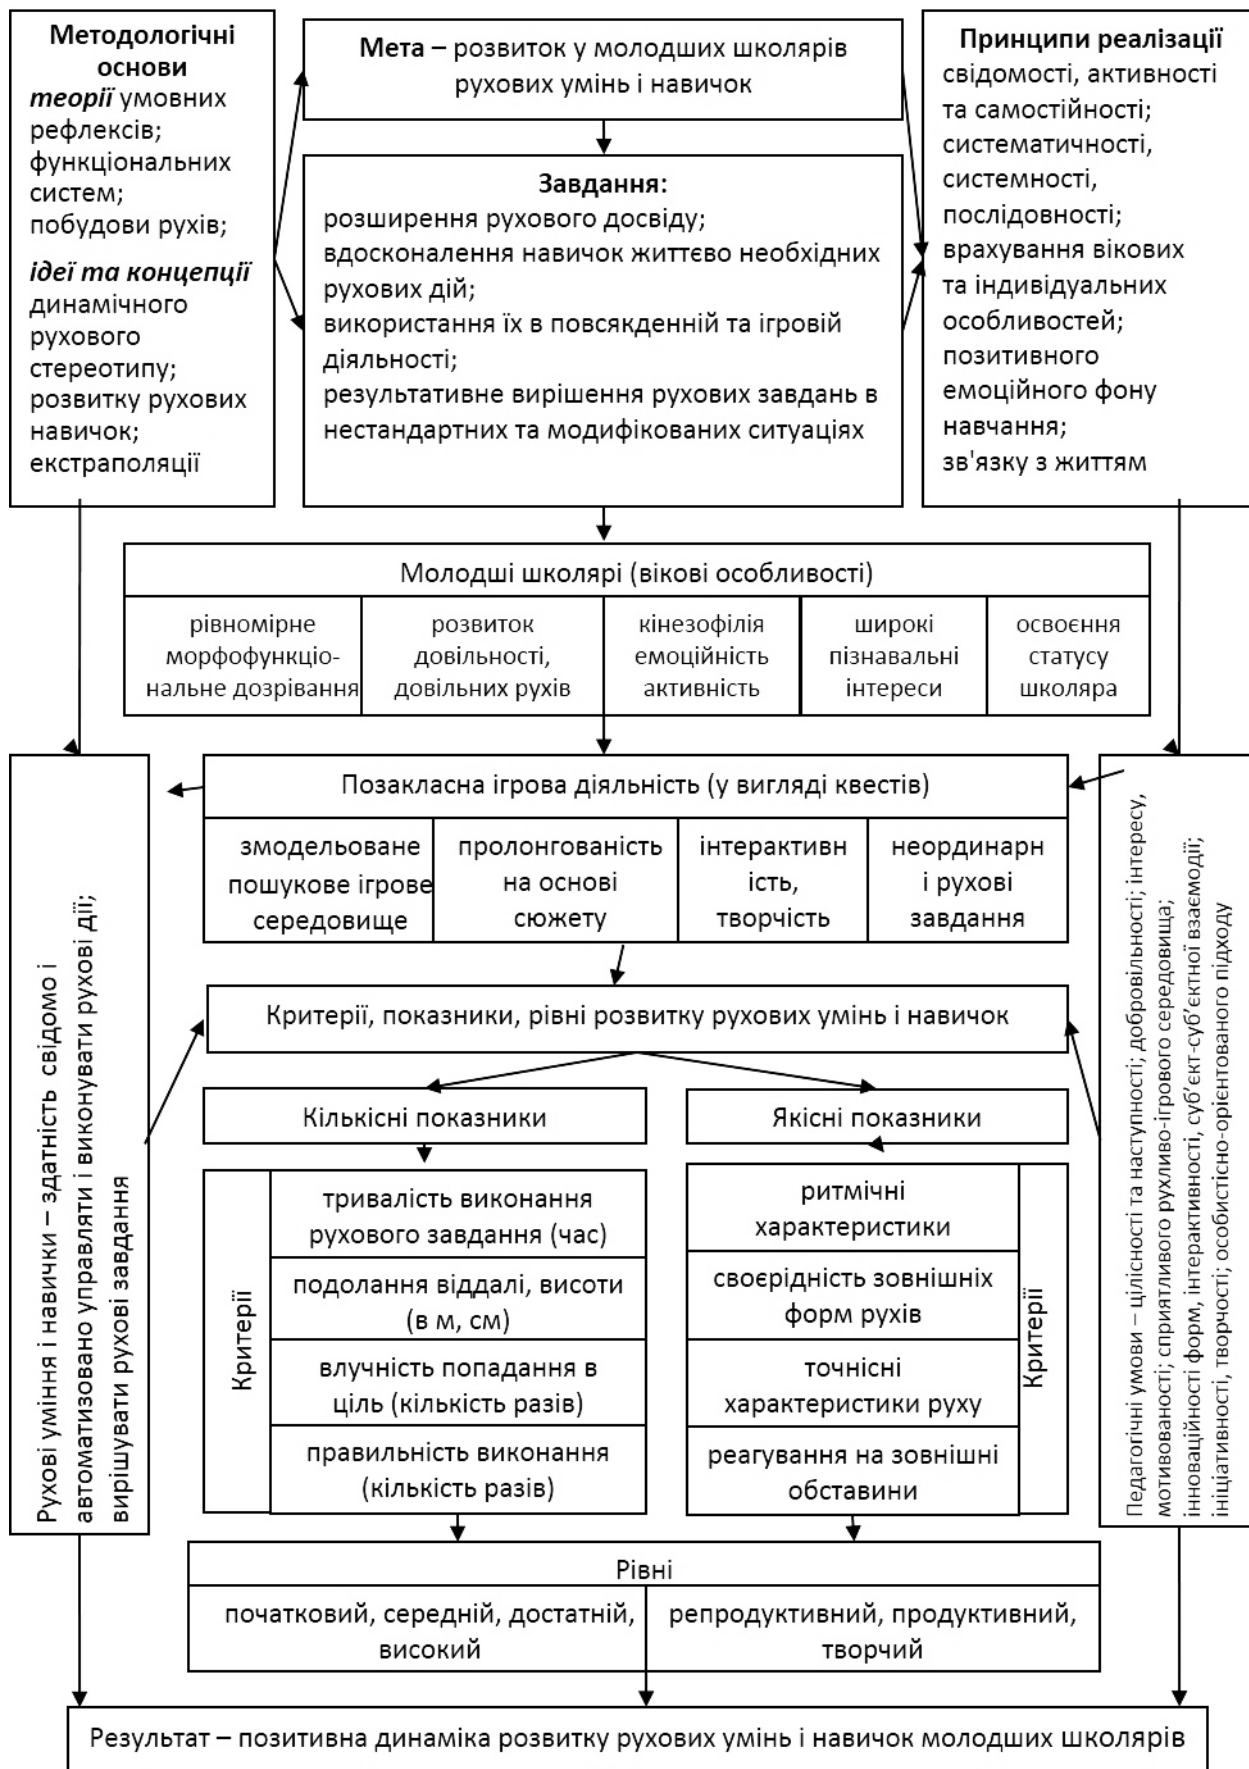 Методологічні
основи
теорії умовних
рефлексів;
функціональних
систем;
побудови рухів;
ідеї та концепції
динамічного
рухового
стереотипу;
розвитку рухових
навичок;
екстраполяції
Мета – розвиток у молодших школярів
рухових умінь і навичок
Завдання:
розширення рухового досвіду;
вдосконалення навичок життєво необхідних
рухових дій;
використання їх в повсякденній та ігровій
діяльності;
результативне вирішення рухових завдань в
нестандартних та модифікованих ситуаціях
Принципи реалізації
свідомості, активності
та самостійності;
систематичності,
системності,
послідовності;
врахування вікових
та індивідуальних
особливостей;
позитивного
емоційного фону
навчання;
зв'язку з життям
Молодші школярі (вікові особливості)
рівномірне
морфофункціо-
нальне дозрівання
розвиток
довільності,
довільних рухів
кінезофілія
емоційність
активність
широкі
пізнавальні
інтереси
освоєння
статусу
школяра
Рухові уміння і навички – здатність свідомо і
автоматизовано управляти і виконувати рухові дії;
вирішувати рухові завдання
Позакласна ігрова діяльність (у вигляді квестів)
змодельоване
пошукове ігрове
середовище
пролонгованість
на основі
сюжету
інтерактивн
ість,
творчість
неординарн
і рухові
завдання
Педагогічні умови – цілісності та наступності; добровільності; інтересу,
мотивованості; сприятливого рухливо-ігрового середовища;
інноваційності форм, інтерактивності, суб’єкт-суб’єктної взаємодії;
ініціативності, творчості; особистісно-орієнтованого підходу
Критерії, показники, рівні розвитку рухових умінь і навичок
Кількісні показники
Якісні показники
Критерії
тривалість виконання
рухового завдання (час)
подолання віддалі, висоти
(в м, см)
влучність попадання в
ціль (кількість разів)
правильність виконання
(кількість разів)
ритмічні
характеристики
своєрідність зовнішніх
форм рухів
точнісні
характеристики руху
реагування на зовнішні
обставини
Критерії
Рівні
початковий, середній, достатній,
високий
репродуктивний, продуктивний,
творчий
Результат – позитивна динаміка розвитку рухових умінь і навичок молодших школярів